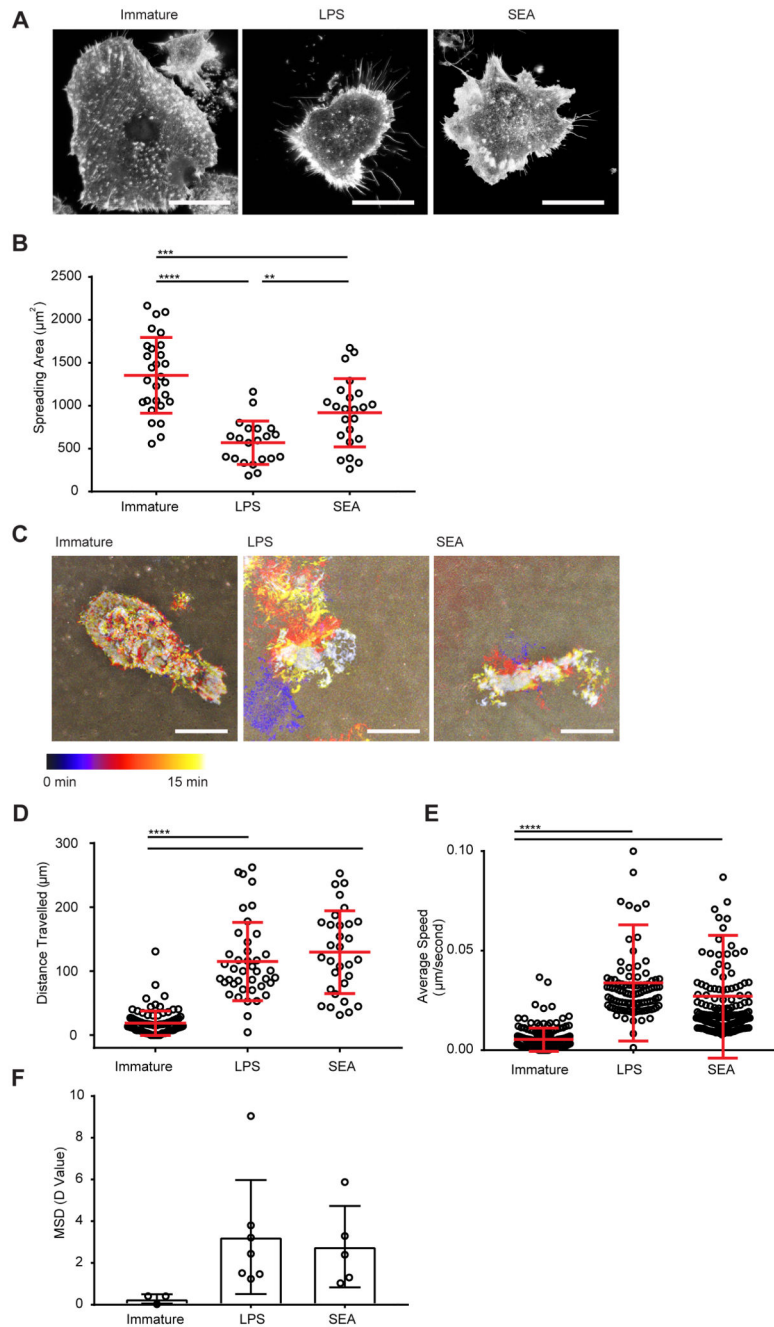 A
Immature LPS SEA
B
*** 
**** **
Spreading Area (µm²)
2500
2000
1500
1000
500
0
Immature LPS SEA
C
Immature LPS SEA
0 min 15 min
D
****
Distance Travelled (µm)
300
200
100
0
Immature LPS SEA
E
****
Average Speed
(µm/second)
0.10
0.05
0.00
Immature LPS SEA
F
MSD (D Value)
10
8
6
4
2
0
Immature LPS SEA